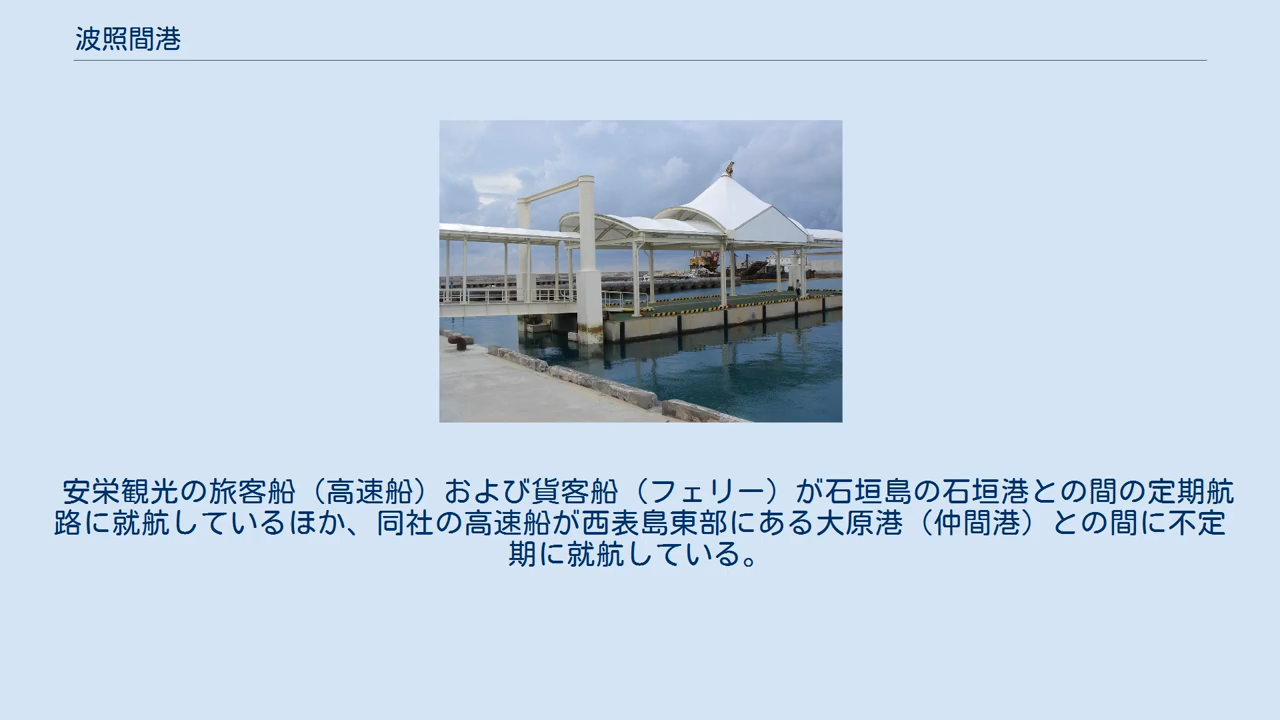 波照間港
安栄観光の旅客船（高速船）および貨客船（フェリー）が石垣島の石垣港との間の定期航
路に就航しているほか、同社の高速船が西表島東部にある大原港（仲間港）との間に不定
期に就航している。